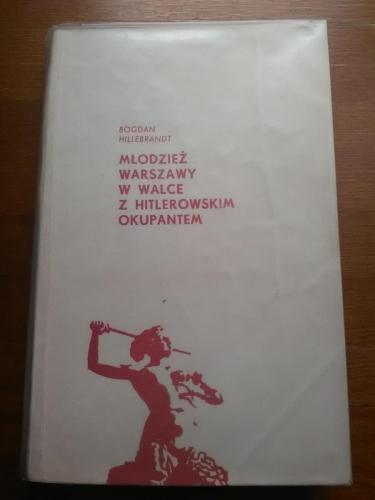 BOGDAN
HILLEBRANDT
MŁODZIEŻ
WARSZAWY
W WALCE
Z HITLEROWSKIM
OKUPANTEM